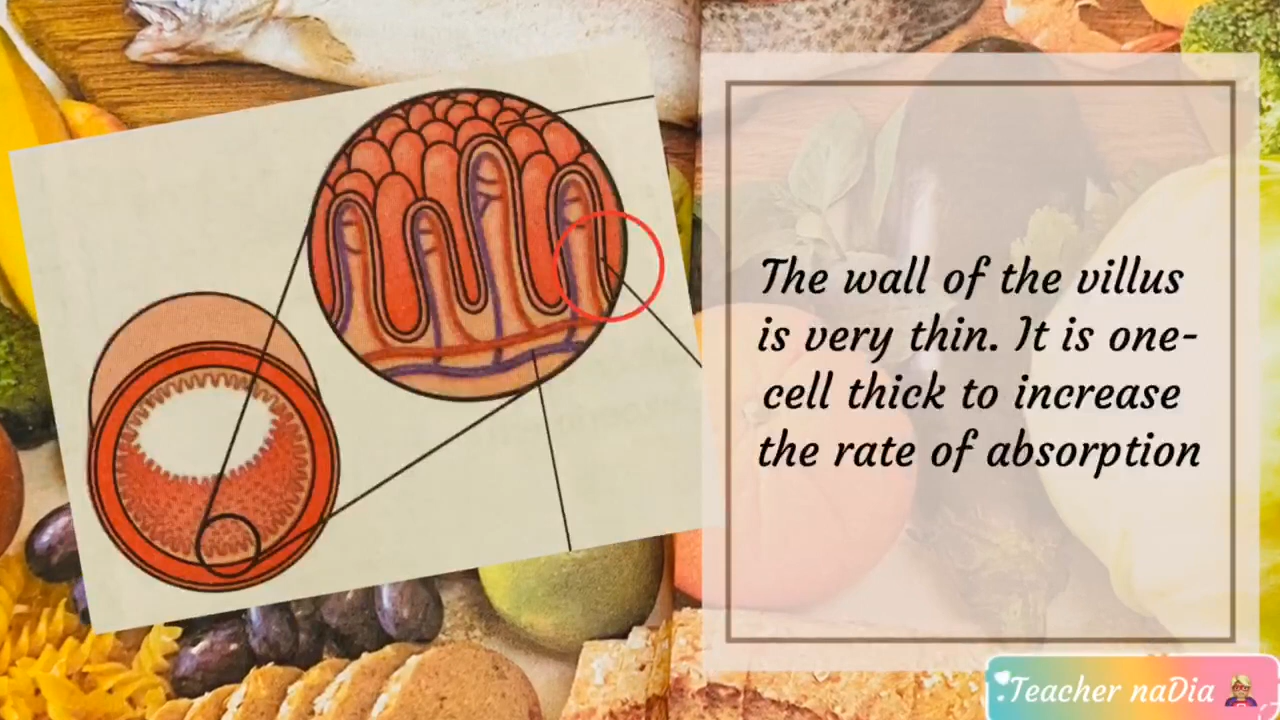 The wall of the villus
is very thin. It is one-
cell thick to increase
the rate of absorption
Teacher naDia